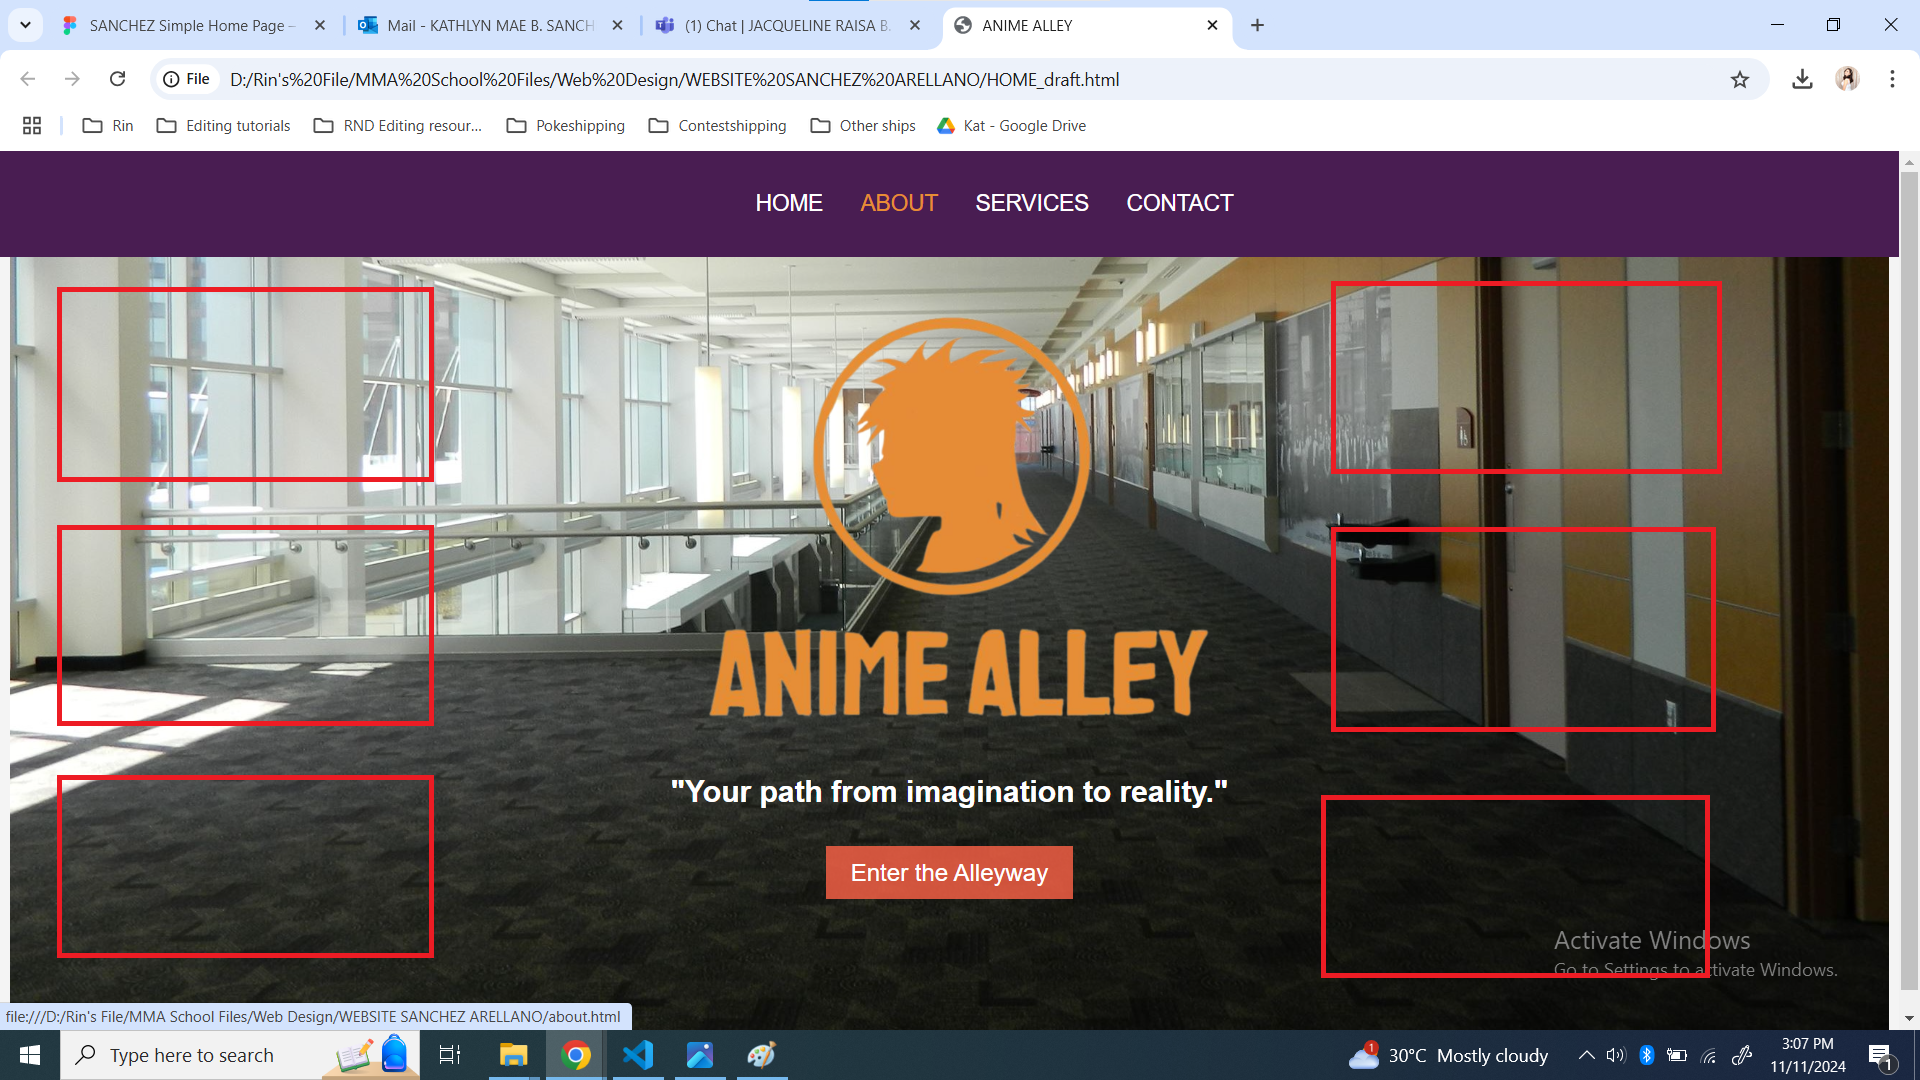 SANCHEZ Simple Home Page –
Mail - KATHLYN MAE B. SANCH
(1) Chat | JACQUELINE RAISA B.
ANIME ALLEY
File
D:/Rin's%20File/MMA%20School%20Files/Web%20Design/WEBSITE%20SANCHEZ%20ARELLANO/HOME_draft.html
Rin
Editing tutorials
RND Editing resour...
Pokeshipping
Contestshipping
Other ships
Kat - Google Drive
HOME
ABOUT
SERVICES
CONTACT
ANIME ALLEY
"Your path from imagination to reality."
Enter the Alleyway
Activate Windows
Go to Settings to activate Windows.
file:///D:/Rin's File/MMA School Files/Web Design/WEBSITE SANCHEZ ARELLANO/about.html
Type here to search
1
30°C Mostly cloudy
3:07 PM
11/11/2024
1